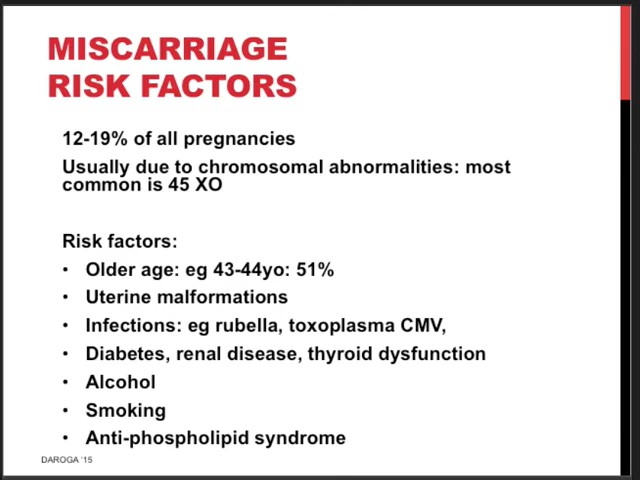 MISCARRIAGE
RISK FACTORS
12-19% of all pregnancies
Usually due to chromosomal abnormalities: most
common is 45 XO
Risk factors:
• Older age: eg 43-44yo: 51%
• Uterine malformations
• Infections: eg rubella, toxoplasma CMV,
• Diabetes, renal disease, thyroid dysfunction
• Alcohol
• Smoking
• Anti-phospholipid syndrome
DAROGA '15